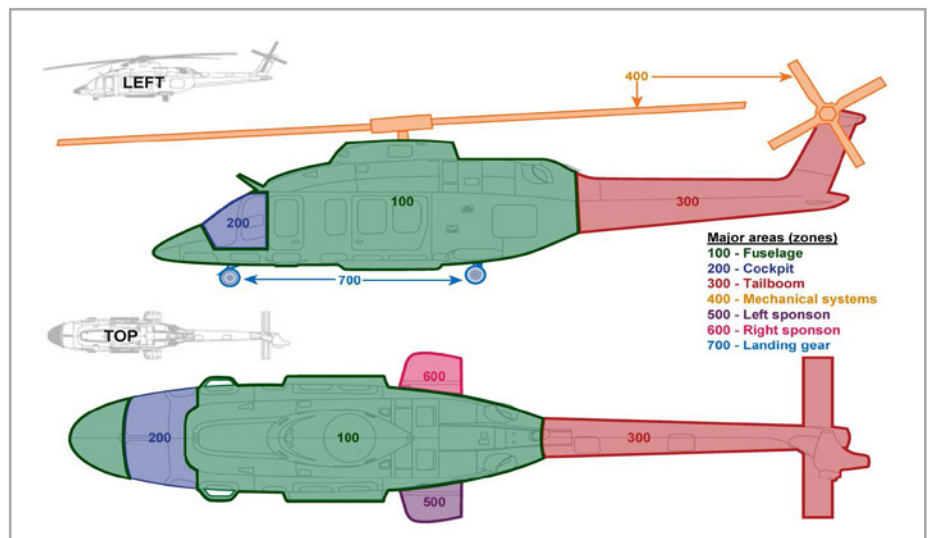 LEFT
400
200
100
300
700
Major areas (zones)
100 - Fuselage
200 - Cockpit
300 - Tailboom
400 - Mechanical systems
500 - Left sponson
600 - Right sponson
700 - Landing gear
TOP
600
200
100
300
500